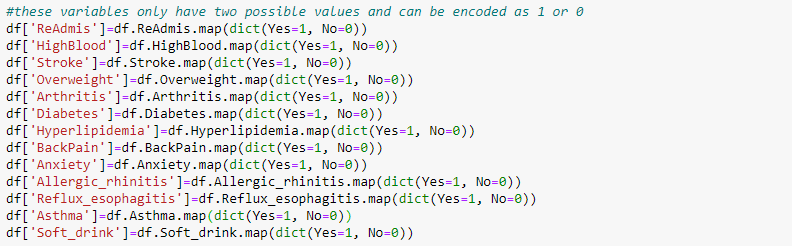 #these variables only have two possible values and can be encoded as 1 or 0
df['ReAdmis']=df.ReAdmis.map(dict(Yes=1, No=0))
df['HighBlood']=df.HighBlood.map(dict(Yes=1, No=0))
df['Stroke']=df.Stroke.map(dict(Yes=1, No=0))
df['Overweight']=df.Overweight.map(dict(Yes=1, No=0))
df['Arthritis']=df.Arthritis.map(dict(Yes=1, No=0))
df['Diabetes']=df.Diabetes.map(dict(Yes=1, No=0))
df['Hyperlipidemia']=df.Hyperlipidemia.map(dict(Yes=1, No=0))
df['BackPain']=df.BackPain.map(dict(Yes=1, No=0))
df['Anxiety']=df.Anxiety.map(dict(Yes=1, No=0))
df['Allergic_rhinitis']=df.Allergic_rhinitis.map(dict(Yes=1, No=0))
df['Reflux_esophagitis']=df.Reflux_esophagitis.map(dict(Yes=1, No=0))
df['Asthma']=df.Asthma.map(dict(Yes=1, No=0))
df['Soft_drink']=df.Soft_drink.map(dict(Yes=1, No=0))